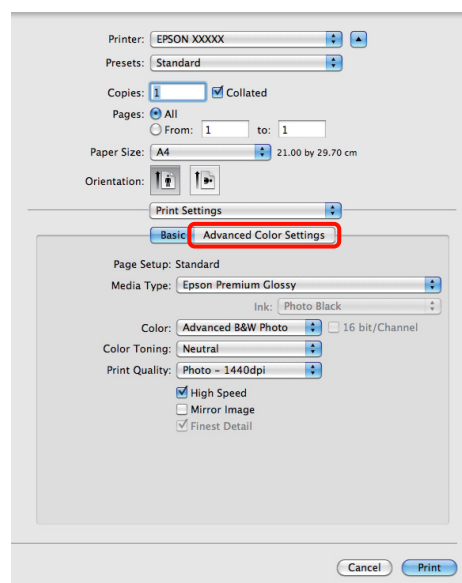 Printer: EPSON XXXXX
Presets: Standard
Copies: 1 Collated
Pages: All
From: 1 to: 1
Paper Size: A4 21.00 by 29.70 cm
Orientation:
Print Settings
Basic Advanced Color Settings
Page Setup: Standard
Media Type: Epson Premium Glossy
Ink: Photo Black
Color: Advanced B&W Photo 16 bit/Channel
Color Toning: Neutral
Print Quality: Photo – 1440dpi
High Speed
Mirror Image
Finest Detail
Cancel Print